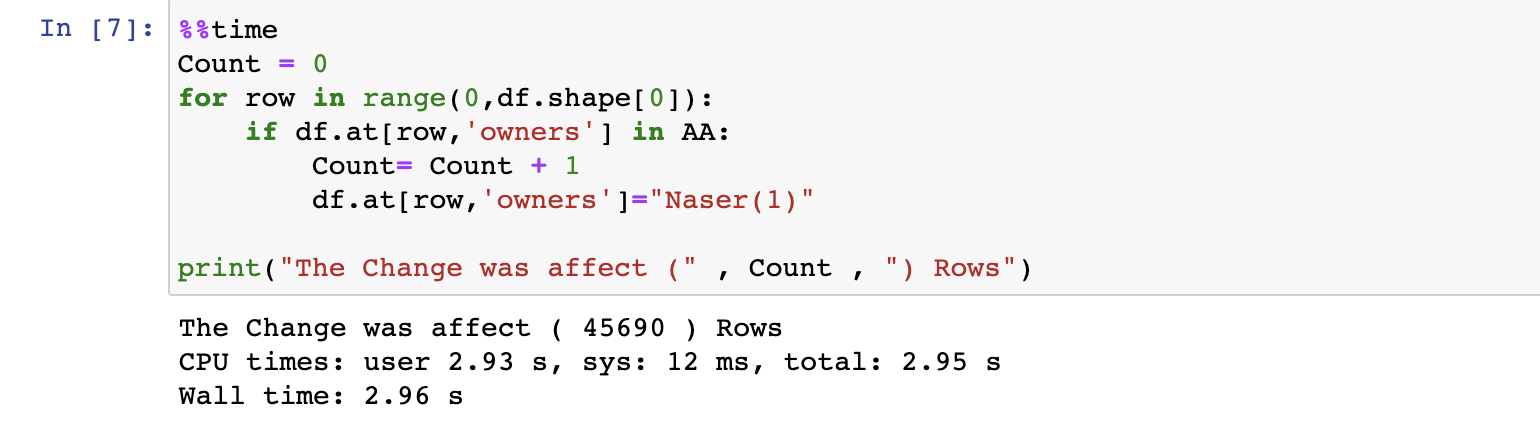 In [7]: %%time
Count = 0
for row in range(0,df.shape[0]):
    if df.at[row,'owners'] in AA:
        Count= Count + 1
        df.at[row,'owners']="Naser(1)"
print("The Change was affect (" , Count , ") Rows")
The Change was affect ( 45690 ) Rows
CPU times: user 2.93 s, sys: 12 ms, total: 2.95 s
Wall time: 2.96 s